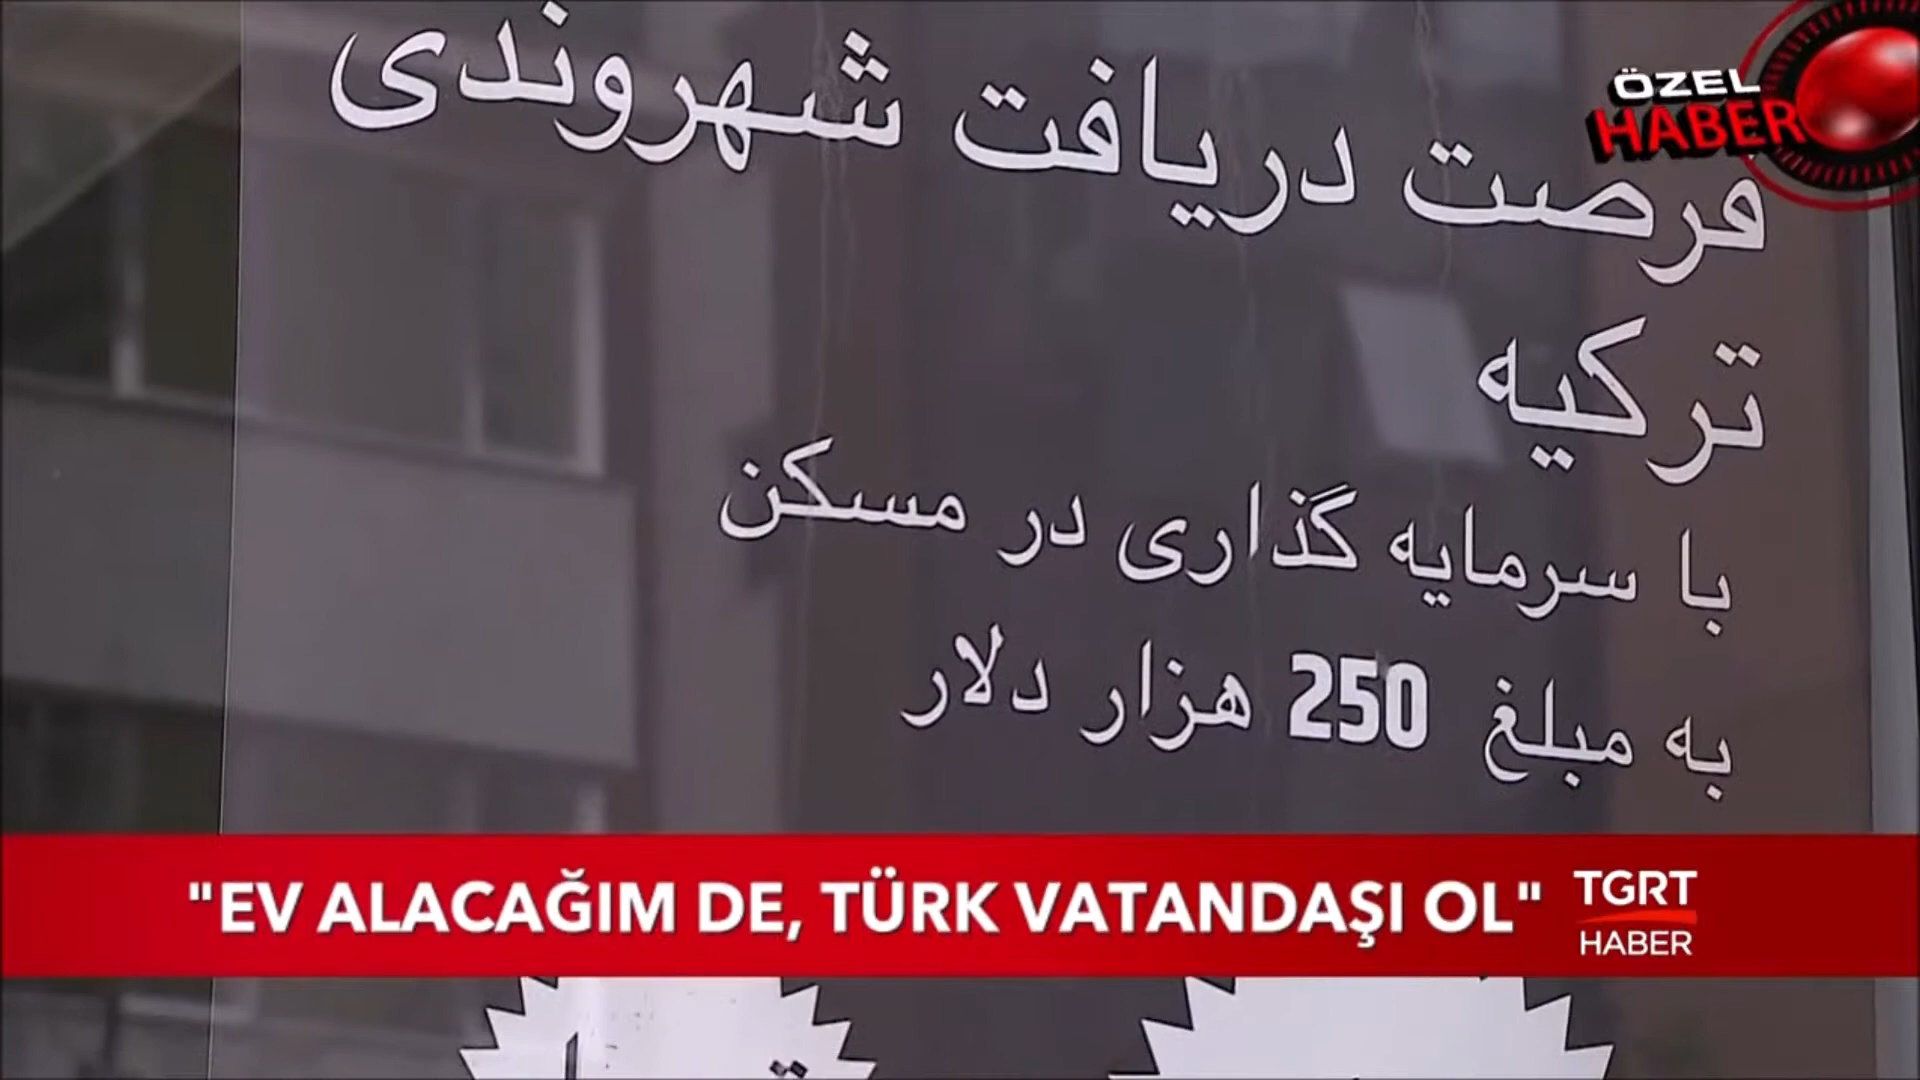 فرصت دریافت شهروندی
ترکیه
با سرمایه گذاری در مسکن
به مبلغ 250 هزار دلار
ÖZEL
HABER
"EV ALACAĞIM DE, TÜRK VATANDAŞI OL"
TGRT
HABER